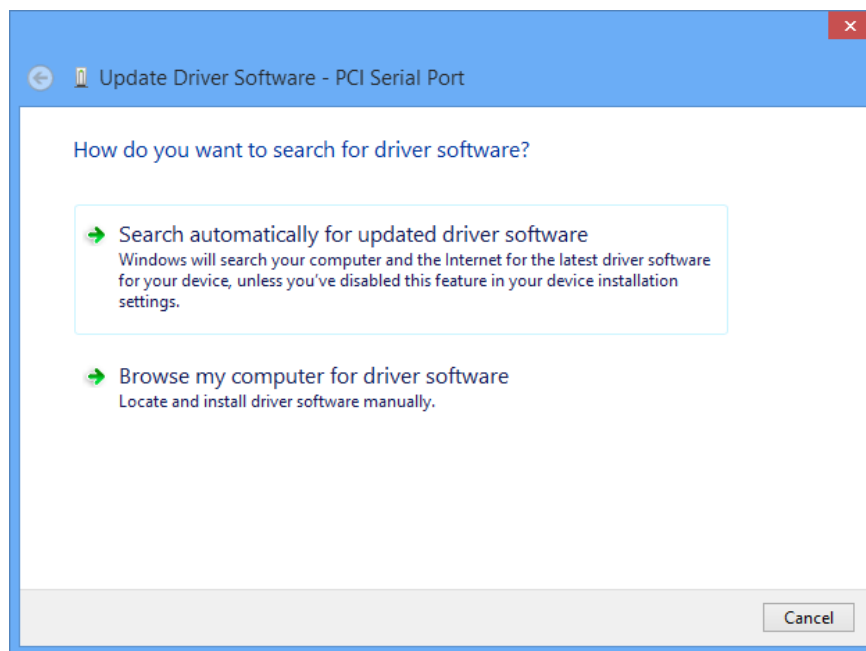 Update Driver Software - PCI Serial Port
How do you want to search for driver software?
Search automatically for updated driver software
Windows will search your computer and the Internet for the latest driver software
for your device, unless you've disabled this feature in your device installation
settings.
Browse my computer for driver software
Locate and install driver software manually.
Cancel